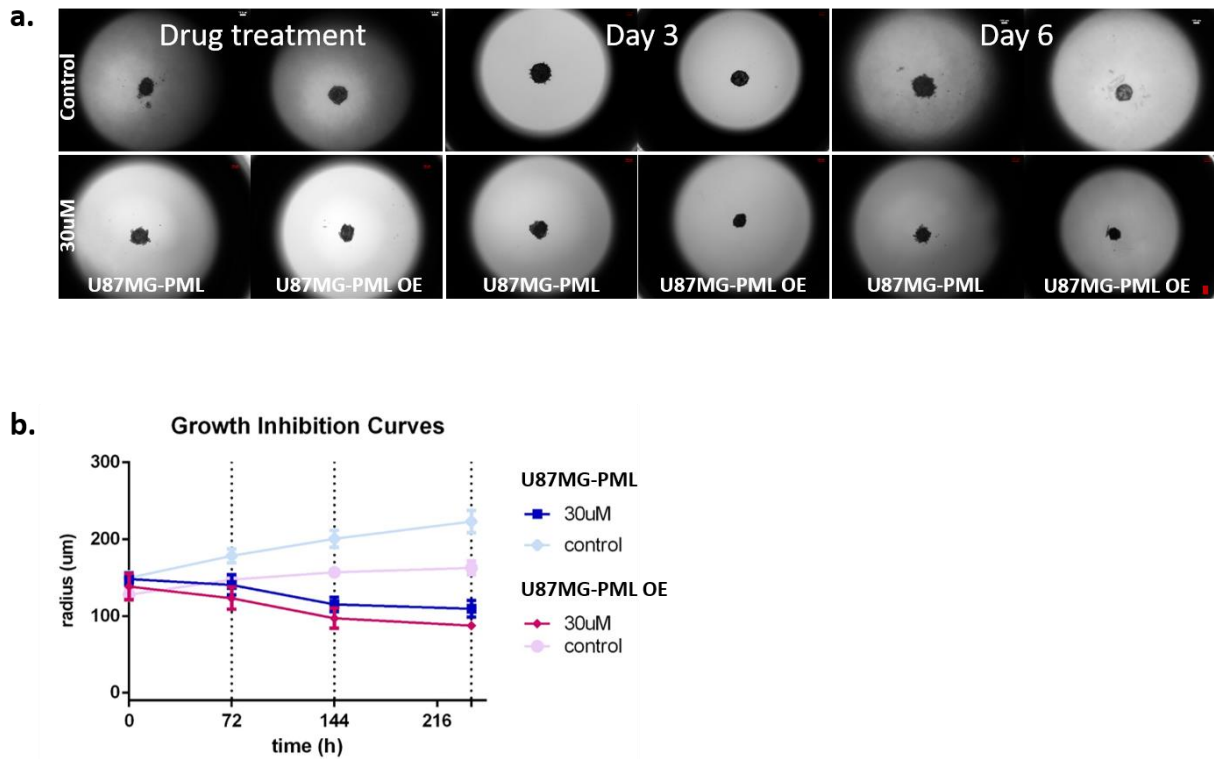 a.
Drug treatment
Day 3
Day 6
Control
30uM
U87MG-PML
U87MG-PML OE
U87MG-PML
U87MG-PML OE
U87MG-PML
U87MG-PML OE
b.
Growth Inhibition Curves
300
200
100
0
radius (um)
0
72
144
216
time (h)
U87MG-PML
30uM
control
U87MG-PML OE
30uM
control